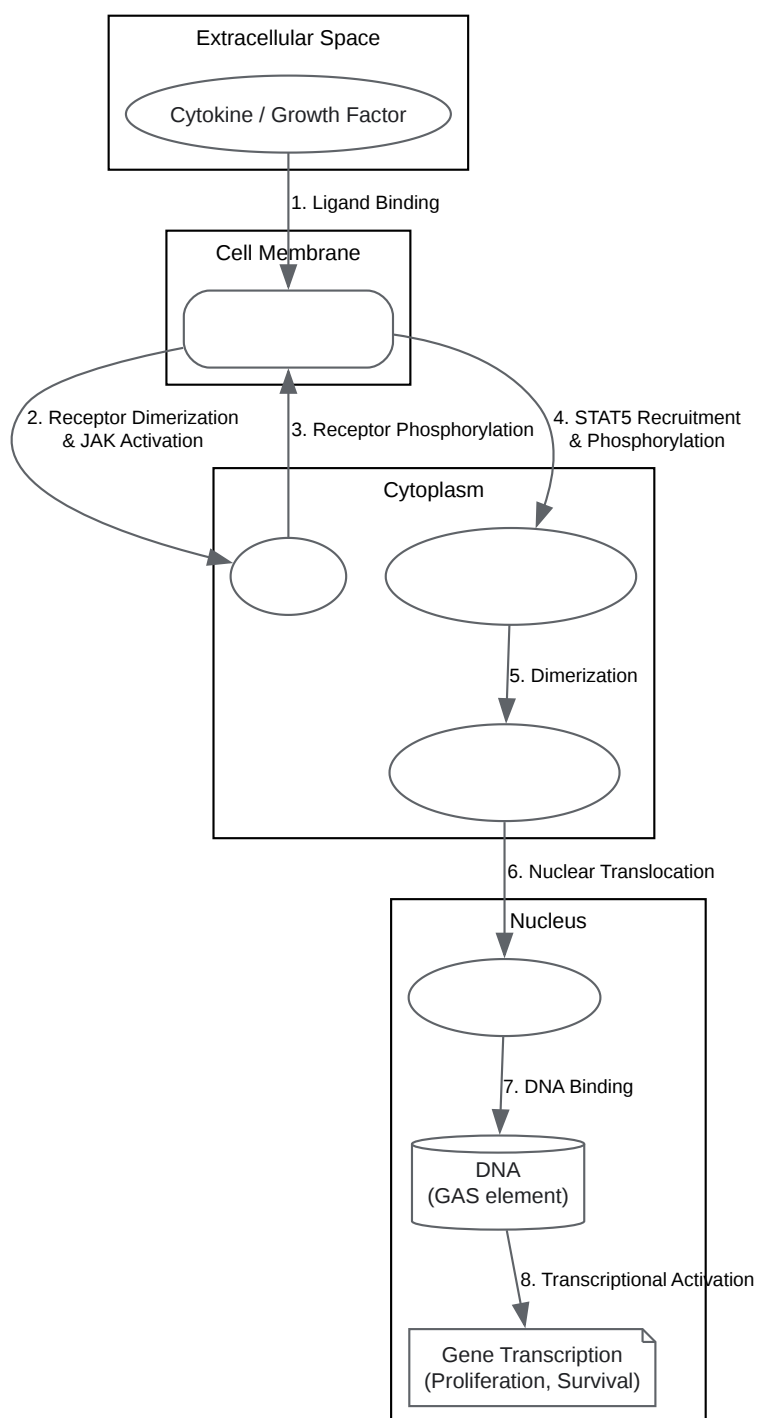 Extracellular Space
Cytokine / Growth Factor
1. Ligand Binding
Cell Membrane
2. Receptor Dimerization
& JAK Activation
3. Receptor Phosphorylation
4. STAT5 Recruitment
& Phosphorylation
Cytoplasm
5. Dimerization
6. Nuclear Translocation
Nucleus
7. DNA Binding
DNA
(GAS element)
8. Transcriptional Activation
Gene Transcription
(Proliferation, Survival)